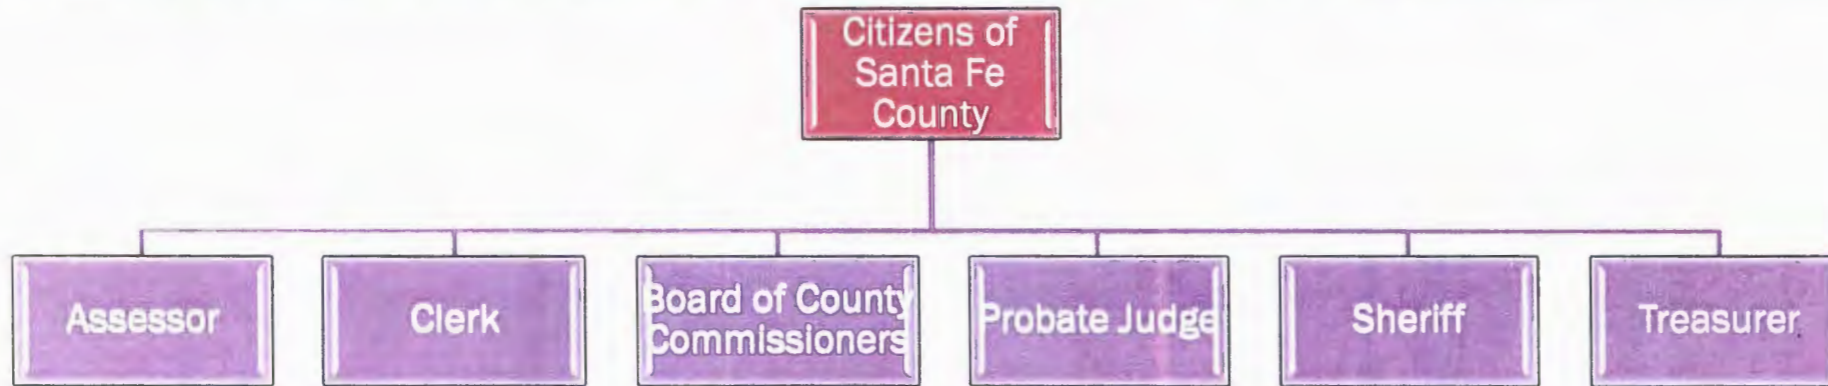 Citizens of
Santa Fe
County
Assessor
Clerk
Board of County
Commissioners
Probate Judge
Sheriff
Treasurer